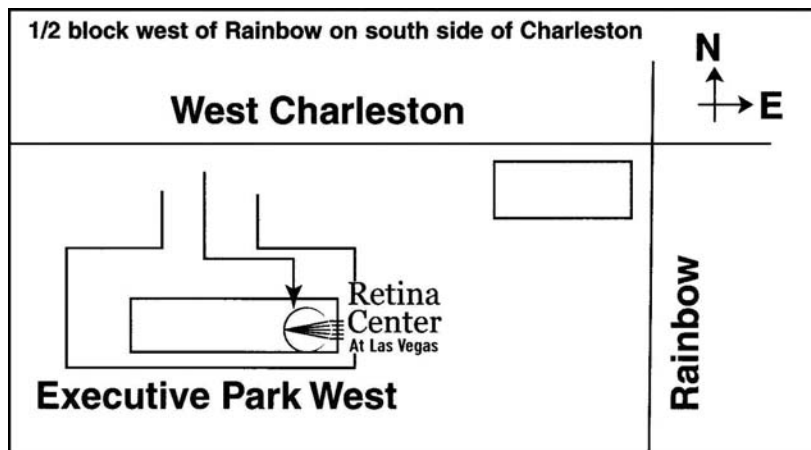 1/2 block west of Rainbow on south side of Charleston
N
E
West Charleston
Rainbow
Retina
Center
At Las Vegas
Executive Park West